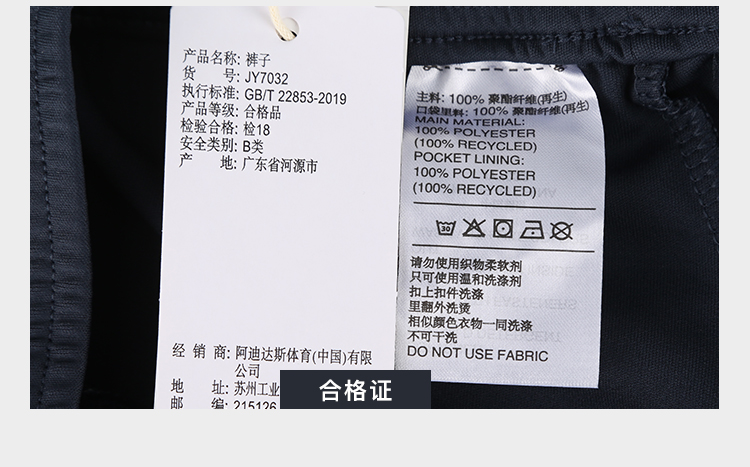 产品名称: 裤子
货 号: JY7032
执行标准: GB/T 22853-2019
产品等级: 合格品
检验合格: 检18
安全类别: B类
产 地: 广东省河源市
经 销 商: 阿迪达斯体育(中国)有限
公司
地 址: 苏州工业
邮 编: 215126
主料: 100% 聚酯纤维(再生)
口袋里料: 100% 聚酯纤维(再生)
MAIN MATERIAL:
100% POLYESTER
(100% RECYCLED)
POCKET LINING:
100% POLYESTER
(100% RECYCLED)
30
请勿使用织物柔软剂
只可使用温和洗涤剂
扣上扣件洗涤
里翻外洗烫
相似颜色衣物一同洗涤
不可干洗
DO NOT USE FABRIC
合格证